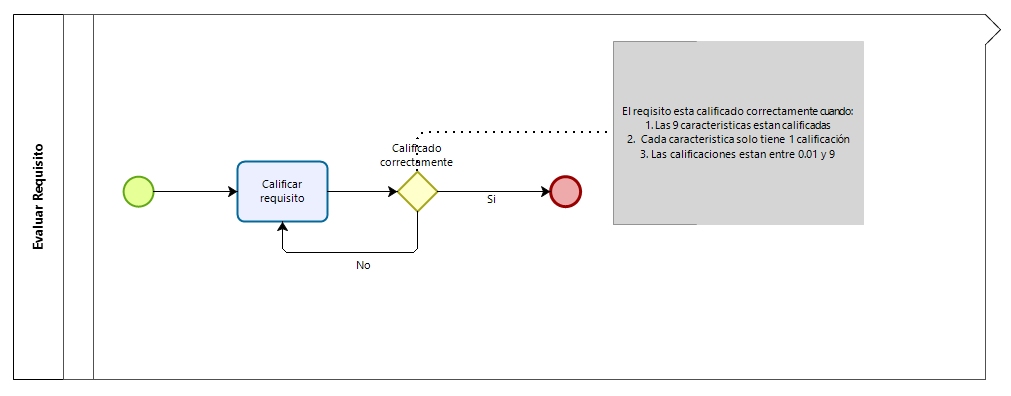 Evaluar Requisito
Calificar
requisito
Calificado
correctamente
Si
No
El reqisito esta calificado correctamente cuando:
1. Las 9 caracteristicas estan calificadas
2. Cada caracteristica solo tiene 1 calificación
3. Las calificaciones estan entre 0.01 y 9